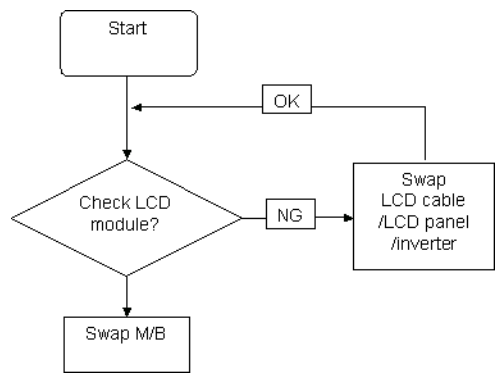 Start
OK
Check LCD
module?
NG
Swap
LCD cable
/LCD panel
/inverter
Swap M/B